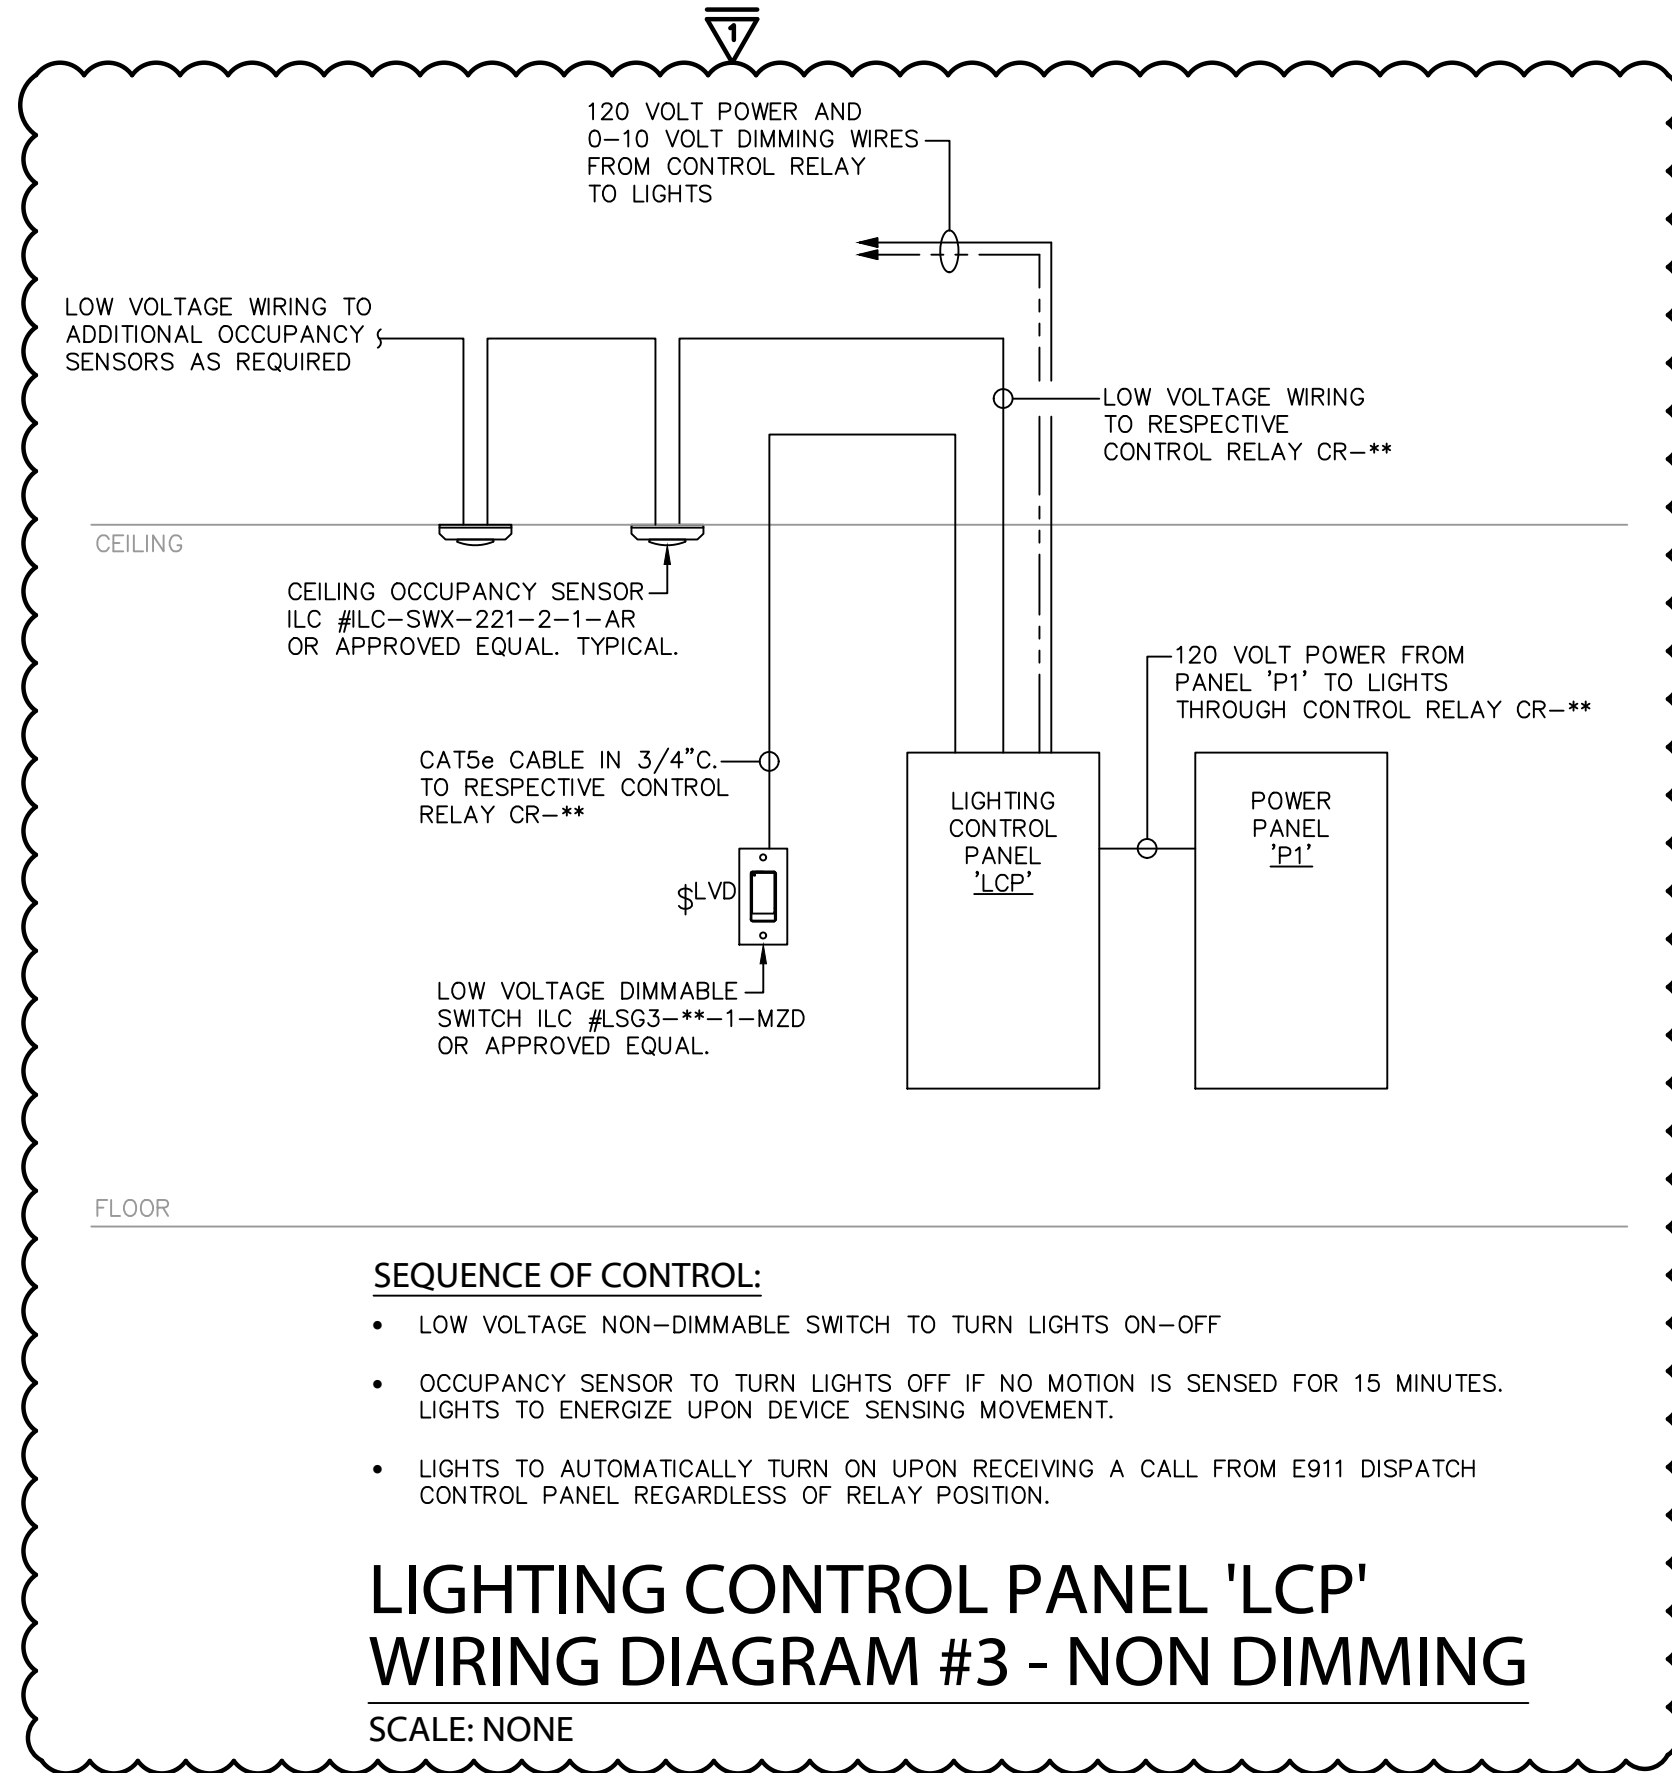 1
120 VOLT POWER AND
0-10 VOLT DIMMING WIRES
FROM CONTROL RELAY
TO LIGHTS
LOW VOLTAGE WIRING TO
ADDITIONAL OCCUPANCY
SENSORS AS REQUIRED
LOW VOLTAGE WIRING
TO RESPECTIVE
CONTROL RELAY CR-**
CEILING
CEILING OCCUPANCY SENSOR
ILC #ILC-SWX-221-2-1-AR
OR APPROVED EQUAL. TYPICAL.
120 VOLT POWER FROM
PANEL 'P1' TO LIGHTS
THROUGH CONTROL RELAY CR-**
CAT5e CABLE IN 3/4"C.
TO RESPECTIVE CONTROL
RELAY CR-**
LIGHTING
CONTROL
PANEL
'LCP'
POWER
PANEL
'P1'
$LVD
LOW VOLTAGE DIMMABLE
SWITCH ILC #LSG3-**-1-MZD
OR APPROVED EQUAL.
FLOOR
SEQUENCE OF CONTROL:
• LOW VOLTAGE NON-DIMMABLE SWITCH TO TURN LIGHTS ON-OFF
• OCCUPANCY SENSOR TO TURN LIGHTS OFF IF NO MOTION IS SENSED FOR 15 MINUTES.
LIGHTS TO ENERGIZE UPON DEVICE SENSING MOVEMENT.
• LIGHTS TO AUTOMATICALLY TURN ON UPON RECEIVING A CALL FROM E911 DISPATCH
CONTROL PANEL REGARDLESS OF RELAY POSITION.
LIGHTING CONTROL PANEL 'LCP'
WIRING DIAGRAM #3 - NON DIMMING
SCALE: NONE